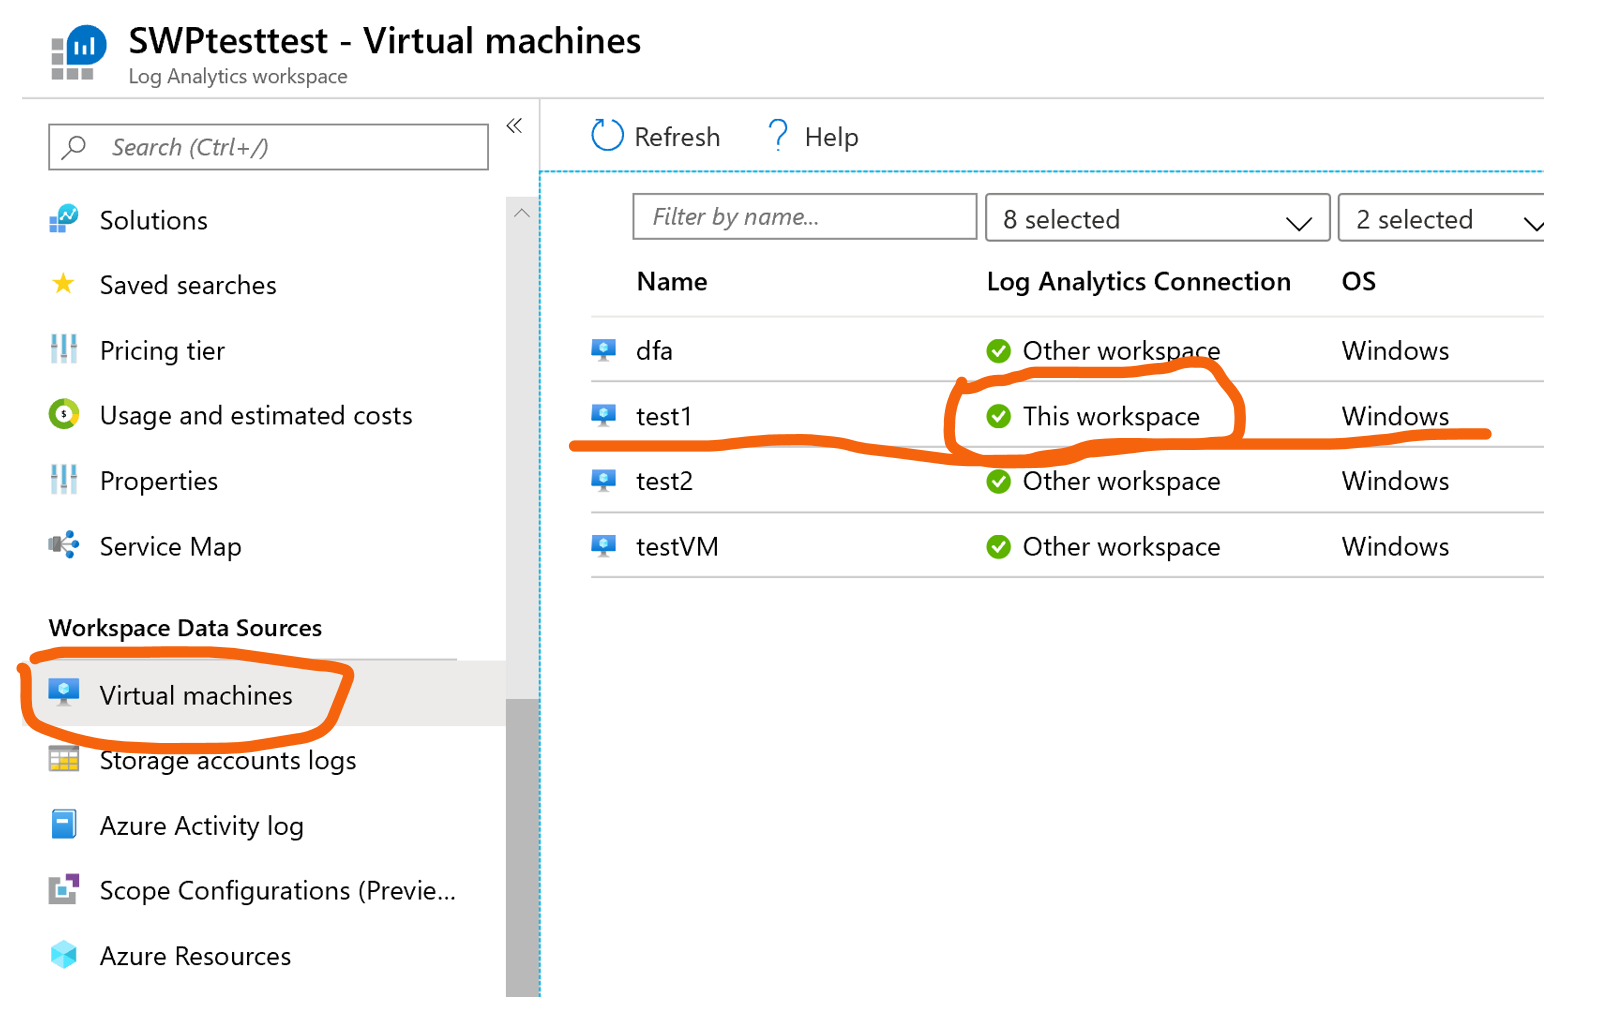 SWPtesttest - Virtual machines
Log Analytics workspace
Search (Ctrl+/)
Solutions
Saved searches
Pricing tier
Usage and estimated costs
Properties
Service Map
Workspace Data Sources
Virtual machines
Storage accounts logs
Azure Activity log
Scope Configurations (Previe...
Azure Resources
Refresh Help
Filter by name... 8 selected 2 selected
Name Log Analytics Connection OS
dfa Other workspace Windows
test1 This workspace Windows
test2 Other workspace Windows
testVM Other workspace Windows